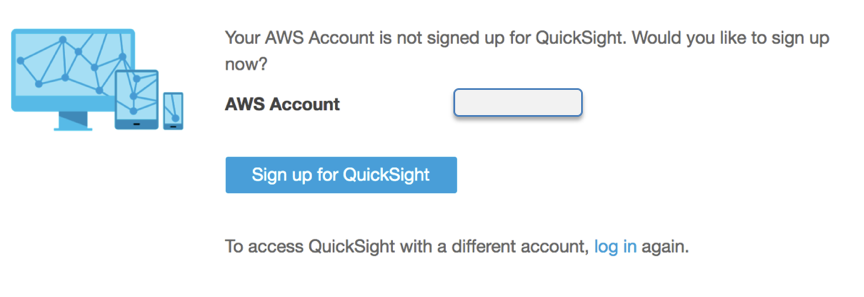 Your AWS Account is not signed up for QuickSight. Would you like to sign up
now?
AWS Account
Sign up for QuickSight
To access QuickSight with a different account, log in again.